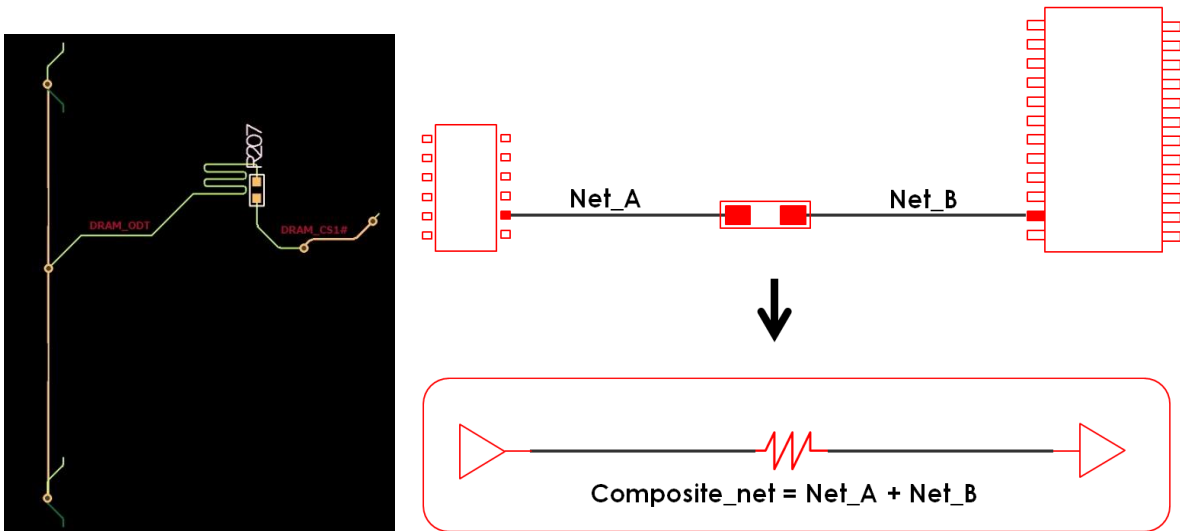 R207
DRAM_ODT
DRAM_CS1#
Net_A
Net_B
Composite_net = Net_A + Net_B